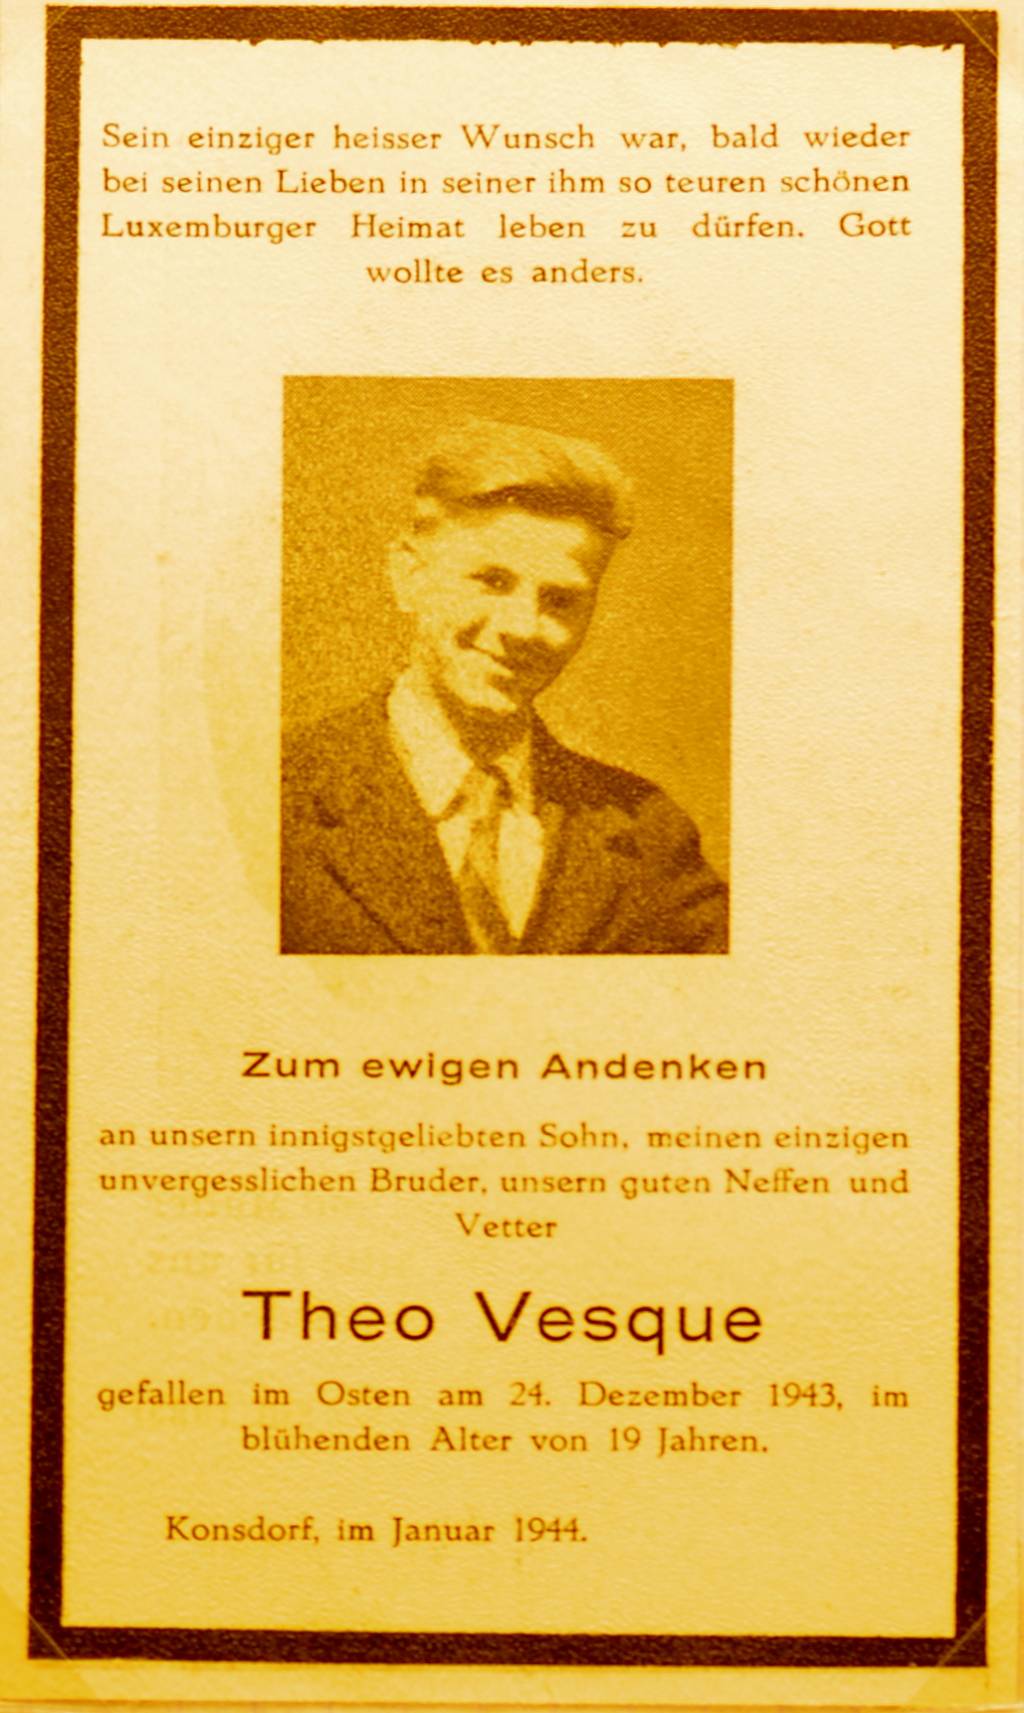 Sein einziger heisser Wunsch war, bald wieder
bei seinen Lieben in seiner ihm so teuren schönen
Luxemburger Heimat leben zu dürfen. Gott
wollte es anders.
Zum ewigen Andenken
an unsern innigstgeliebten Sohn, meinen einzigen
unvergesslichen Bruder, unsern guten Neffen und
Vetter
Theo Vesque
gefallen im Osten am 24. Dezember 1943, im
blühenden Alter von 19 Jahren.
Konsdorf, im Januar 1944.